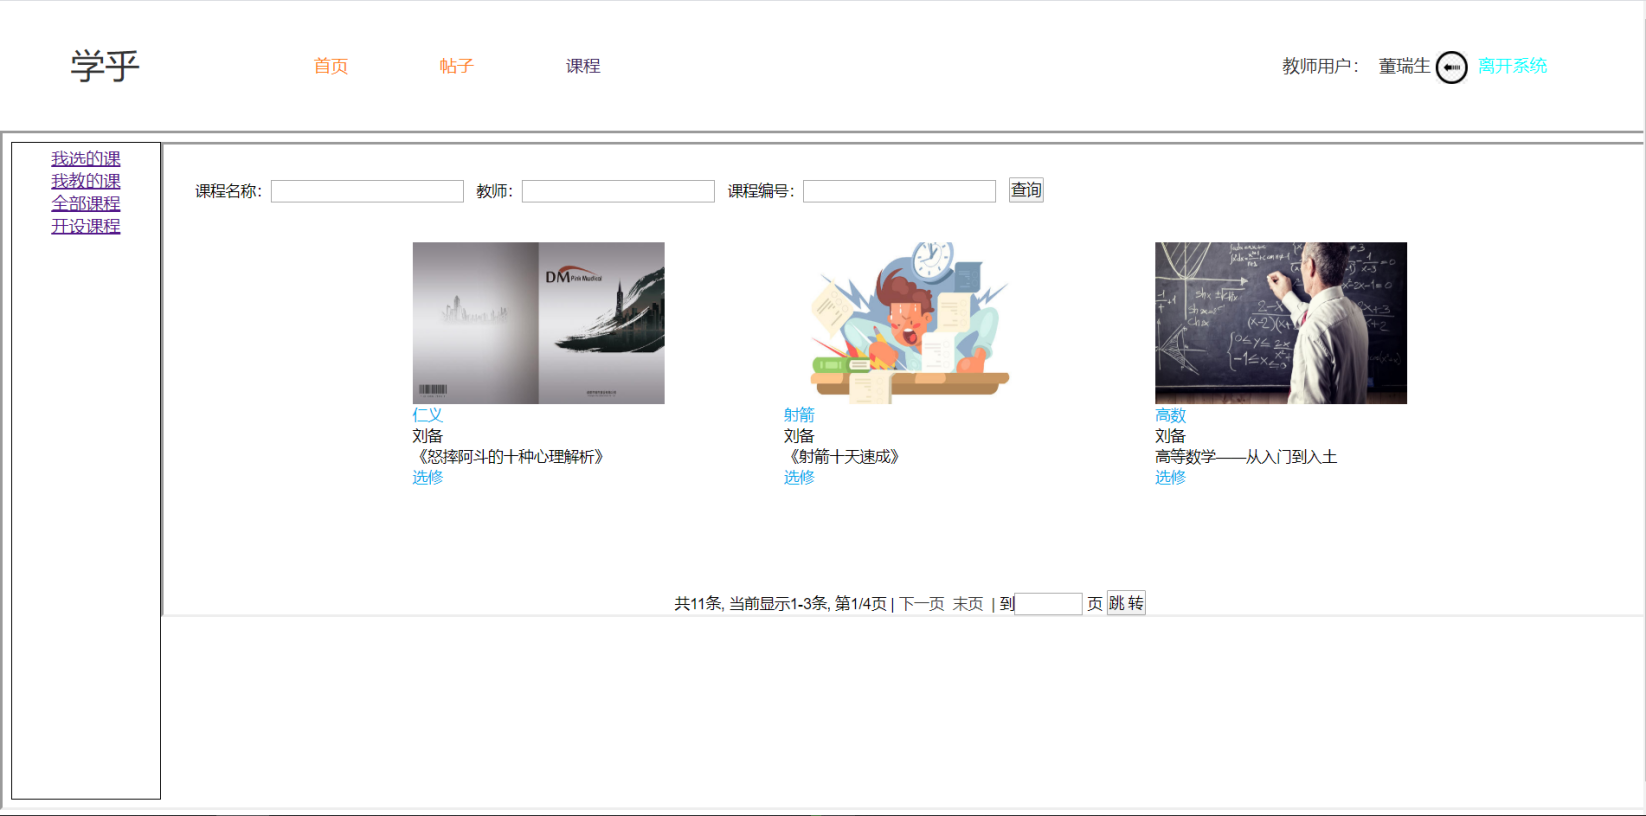 学乎 首页 帖子 课程 教师用户： 董瑞生 离开系统
我选的课
我教的课
全部课程
开设课程
课程名称： 教师： 课程编号： 查询
DM Pink Medical
仁义
刘备
《怒摔阿斗的十种心理解析》
选修
射箭
刘备
《射箭十天速成》
选修
高数
刘备
高等数学——从入门到入土
选修
共11条, 当前显示1-3条, 第1/4页 | 下一页 末页 | 到 页 跳 转